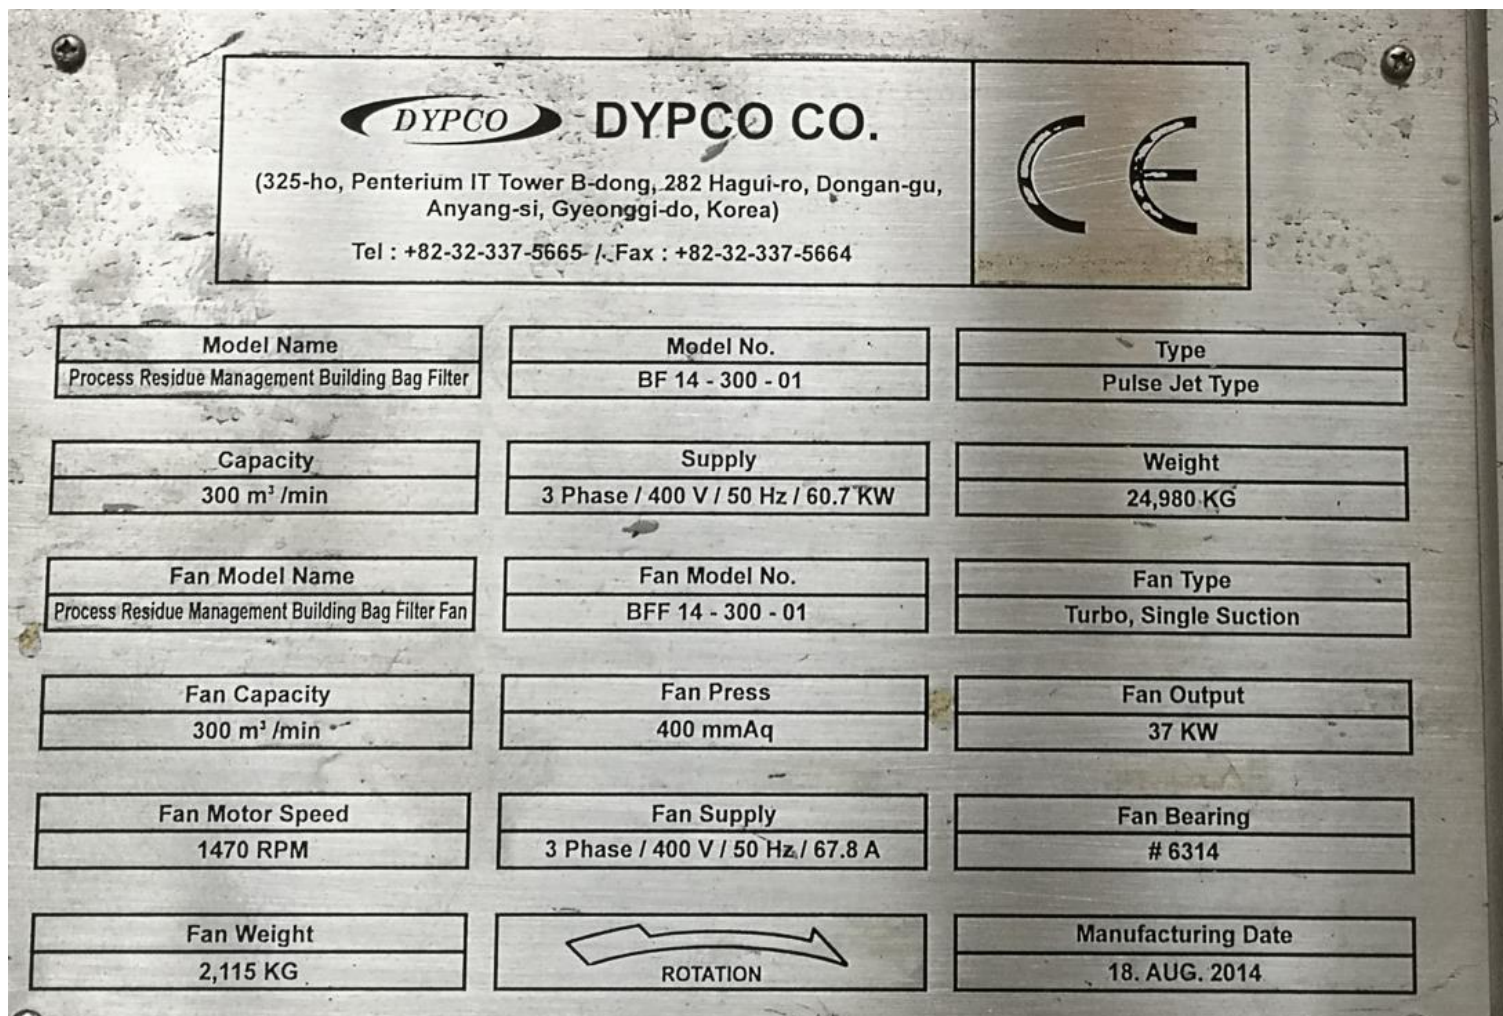 DYPCO DYPCO CO.
(325-ho, Penterium IT Tower B-dong, 282 Hagui-ro, Dongan-gu,
Anyang-si, Gyeonggi-do, Korea)
Tel : +82-32-337-5665 / Fax : +82-32-337-5664
CE
Model Name
Process Residue Management Building Bag Filter
Model No.
BF 14 - 300 - 01
Type
Pulse Jet Type
Capacity
300 m³ /min
Supply
3 Phase / 400 V / 50 Hz / 60.7 KW
Weight
24,980 KG
Fan Model Name
Process Residue Management Building Bag Filter Fan
Fan Model No.
BFF 14 - 300 - 01
Fan Type
Turbo, Single Suction
Fan Capacity
300 m³ /min
Fan Press
400 mmAq
Fan Output
37 KW
Fan Motor Speed
1470 RPM
Fan Supply
3 Phase / 400 V / 50 Hz / 67.8 A
Fan Bearing
# 6314
Fan Weight
2,115 KG
ROTATION
Manufacturing Date
18. AUG. 2014